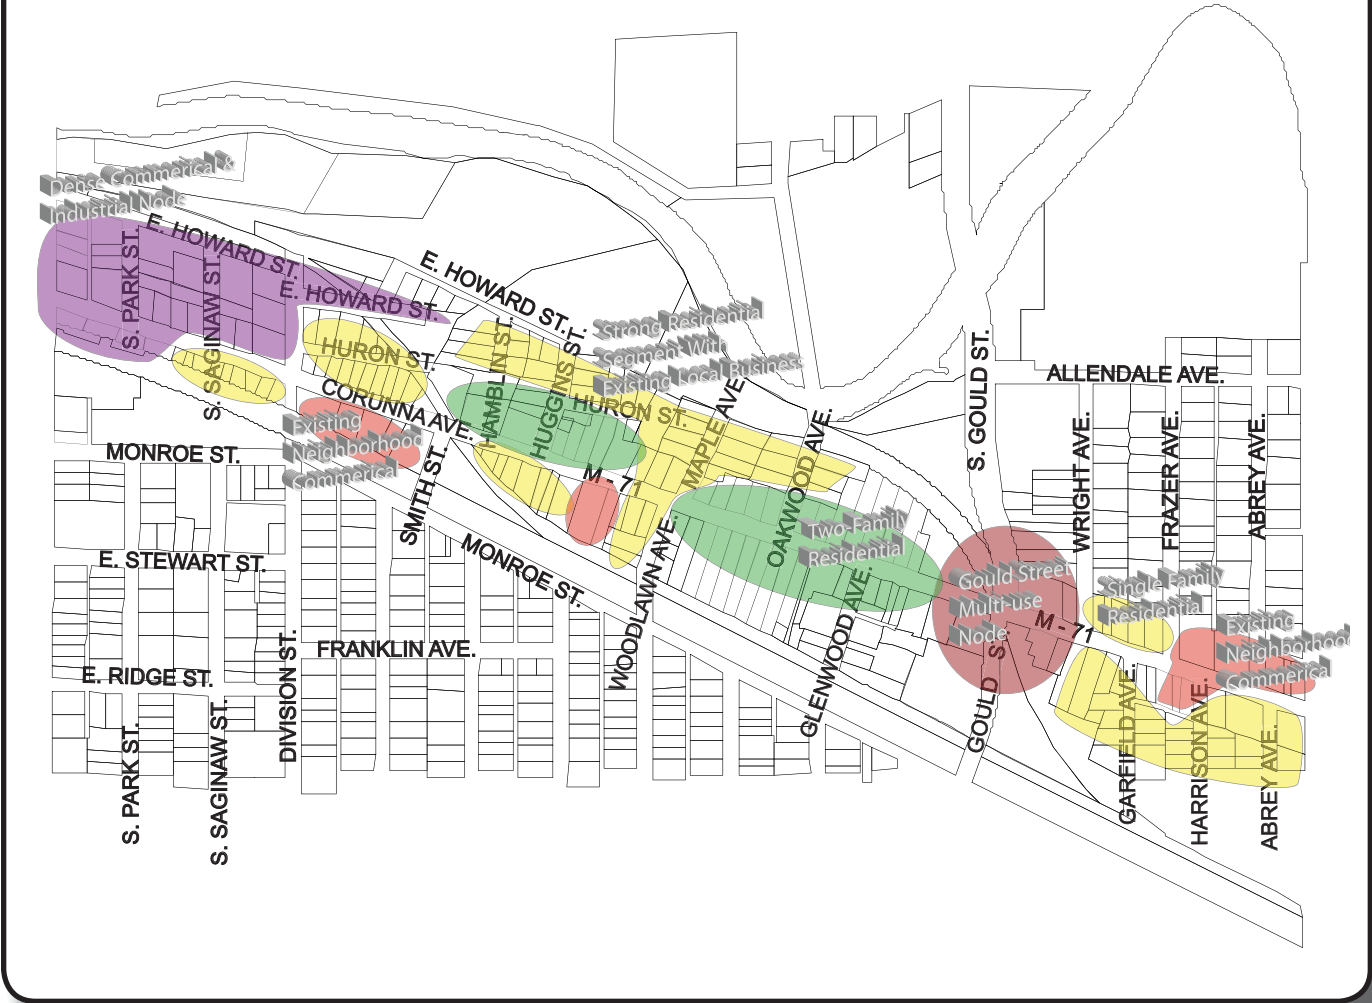 Dense Commerical &
Industrial Node
E. HOWARD ST.
S. PARK ST.
S. SAGINAW ST.
E. HOWARD ST.
E. HOWARD ST.
Strong Residential
Segment With
Existing Local Business
HURON ST.
HAMBLIN ST.
HUGGINS ST.
HURON ST.
MAPLE AVE.
OAKWOOD AVE.
S. GOULD ST.
ALLENDALE AVE.
WRIGHT AVE.
FRAZER AVE.
ABREY AVE.
CORUNNA AVE.
Existing
Neighborhood
Commerical
MONROE ST.
SMITH ST.
M - 71
Two-Family
Residential
E. STEWART ST.
MONROE ST.
WOODLAWN AVE.
GLENWOOD AVE.
Gould Street
Multi-use
Node
M - 71
Single Family
Residential
Existing
Neighborhood
Commerical
FRANKLIN AVE.
E. RIDGE ST.
DIVISION ST.
S. PARK ST.
S. SAGINAW ST.
GOULD S.
GARFIELD AVE.
HARRISON AVE.
ABREY AVE.